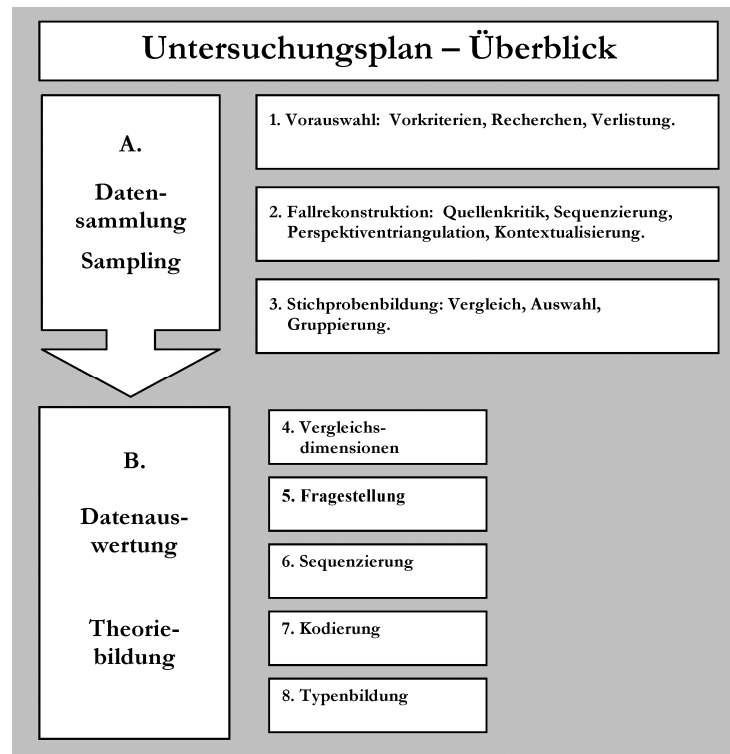 Untersuchungsplan – Überblick
A.
Daten-
sammlung
Sampling
1. Vorauswahl: Vorkriterien, Recherchen, Verlistung.
2. Fallrekonstruktion: Quellenkritik, Sequenzierung,
Perspektiventriangulation, Kontextualisierung.
3. Stichprobenbildung: Vergleich, Auswahl,
Gruppierung.
B.
Datenaus-
wertung
Theorie-
bildung
4. Vergleichs-
dimensionen
5. Fragestellung
6. Sequenzierung
7. Kodierung
8. Typenbildung